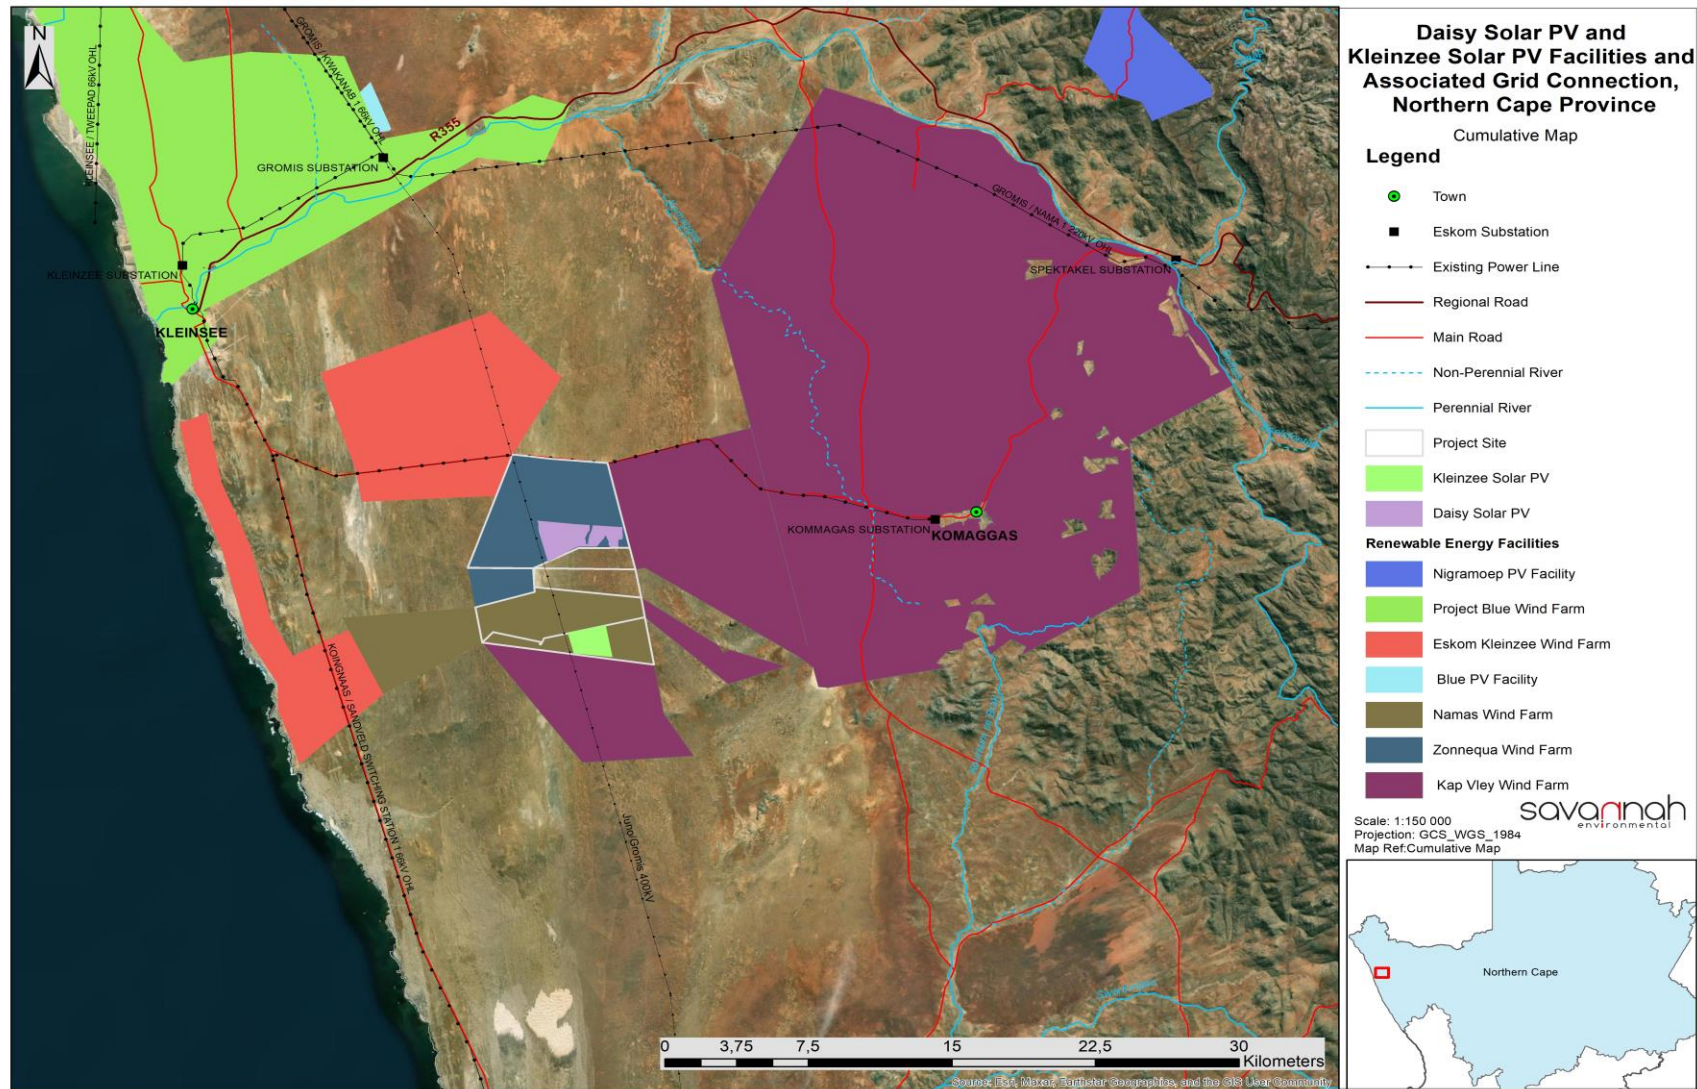 Daisy Solar PV and
Kleinzee Solar PV Facilities and
Associated Grid Connection,
Northern Cape Province
Cumulative Map
Legend
Town
Eskom Substation
Existing Power Line
Regional Road
Main Road
Non-Perennial River
Perennial River
Project Site
Kleinzee Solar PV
Daisy Solar PV
Renewable Energy Facilities
Nigramoep PV Facility
Project Blue Wind Farm
Eskom Kleinzee Wind Farm
Blue PV Facility
Namas Wind Farm
Zonnequa Wind Farm
Kap Vley Wind Farm
savannah
environmental
Scale: 1:150 000
Projection: GCS_WGS_1984
Map Ref:Cumulative Map
Northern Cape
N
KLEINSEE / TWEEPAD 66kV OHL
GROMIS / KWAKANAB 1 66kV OHL
R355
GROMIS SUBSTATION
KLEINZEE SUBSTATION
KLEINSEE
GROMIS / NAMA 1 220kV OHL
SPEKTAKEL SUBSTATION
KOMMAGAS SUBSTATION
KOMAGGAS
KOINGNAAS / SANDVELD SWITCHING STATION 1 66kV OHL
Juno/Gromis 400kV
0 3,75 7,5 15 22,5 30
Kilometers
Source: Esri, Maxar, Earthstar Geographics, and the GIS User Community